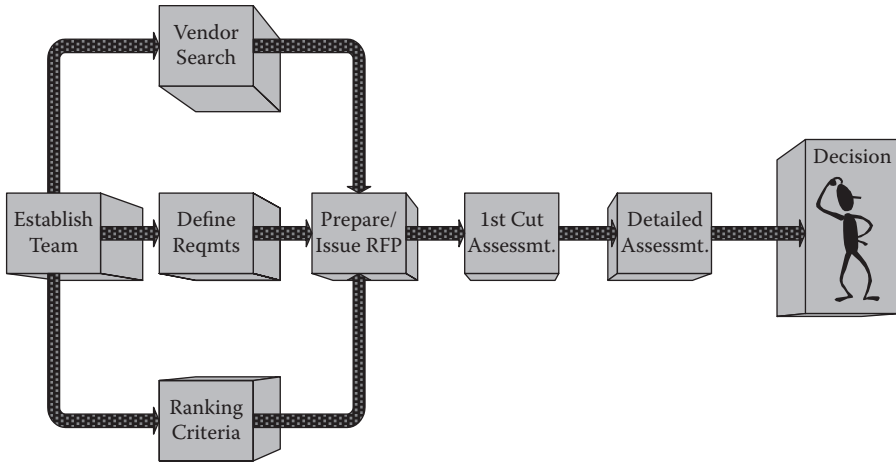 Vendor
Search
Establish
Team
Define
Reqmts
Prepare/
Issue RFP
1st Cut
Assessmt.
Detailed
Assessmt.
Decision
Ranking
Criteria